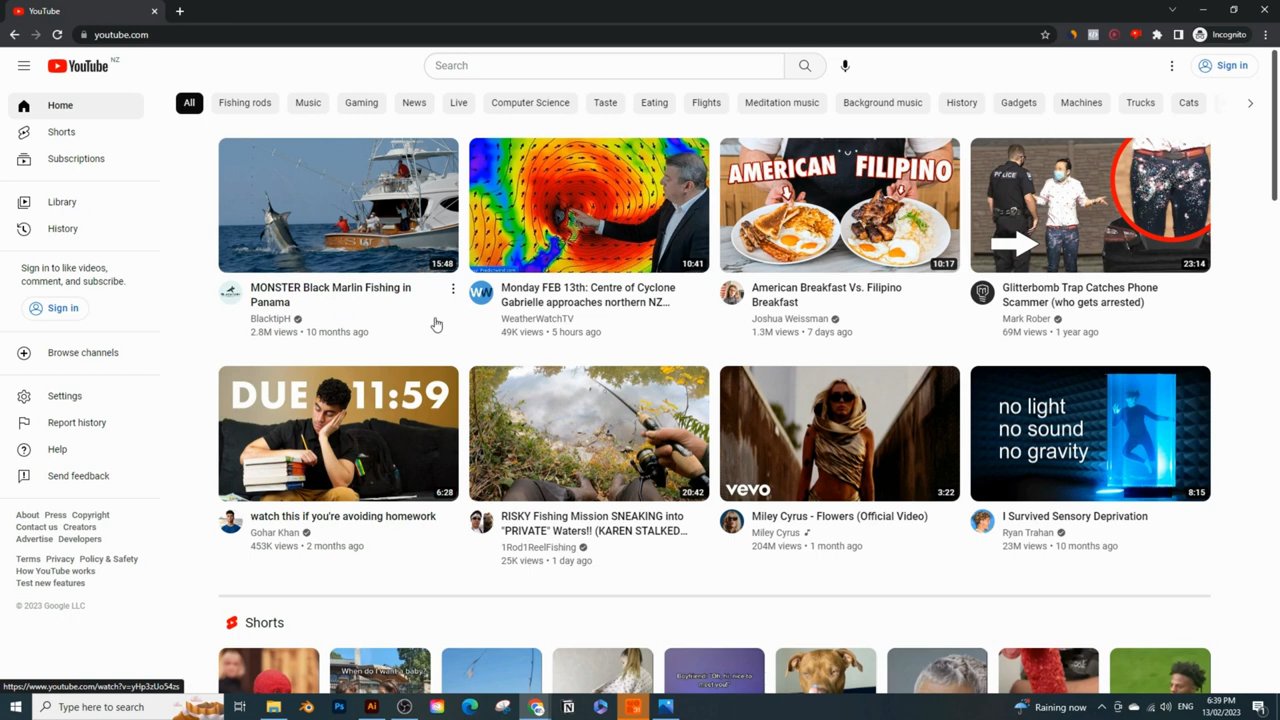 YouTube
youtube.com
Incognito
YouTube NZ
Search
Sign in
Home
Shorts
Subscriptions
Library
History
Sign in to like videos,
comment, and subscribe.
Sign in
Browse channels
Settings
Report history
Help
Send feedback
About Press Copyright
Contact us Creators
Advertise Developers
Terms Privacy Policy & Safety
How YouTube works
Test new features
© 2023 Google LLC
All Fishing rods Music Gaming News Live Computer Science Taste Eating Flights Meditation music Background music History Gadgets Machines Trucks Cats
15:48
MONSTER Black Marlin Fishing in
Panama
BlacktipH
2.8M views • 10 months ago
10:41
Monday FEB 13th: Centre of Cyclone
Gabrielle approaches northern NZ...
WeatherWatchTV
49K views • 5 hours ago
AMERICAN FILIPINO
10:17
American Breakfast Vs. Filipino
Breakfast
Joshua Weissman
1.3M views • 7 days ago
POLICE
23:14
Glitterbomb Trap Catches Phone
Scammer (who gets arrested)
Mark Rober
69M views • 1 year ago
DUE 11:59
6:28
watch this if you're avoiding homework
Gohar Khan
453K views • 2 months ago
20:42
RISKY Fishing Mission SNEAKING into
"PRIVATE" Waters!! (KAREN STALKED...
1Rod1ReelFishing
25K views • 1 day ago
vevo
3:22
Miley Cyrus - Flowers (Official Video)
Miley Cyrus
204M views • 1 month ago
no light
no sound
no gravity
8:15
I Survived Sensory Deprivation
Ryan Trahan
23M views • 10 months ago
Shorts
When do I want a baby?
https://www.youtube.com/watch?v=yHp3zUo54zs
Type here to search
Raining now
ENG
6:39 PM
13/02/2023